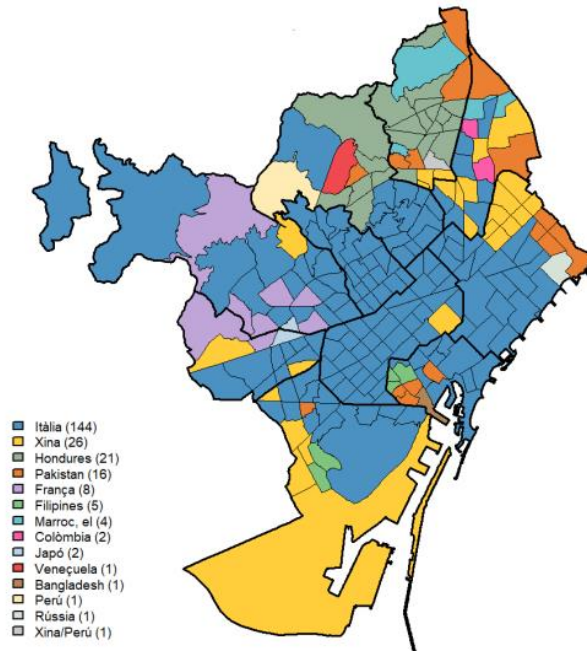 Itàlia (144)
Xina (26)
Hondures (21)
Pakistan (16)
França (8)
Filipines (5)
Marroc, el (4)
Colòmbia (2)
Japó (2)
Veneçuela (1)
Bangladesh (1)
Perú (1)
Rússia (1)
Xina/Perú (1)